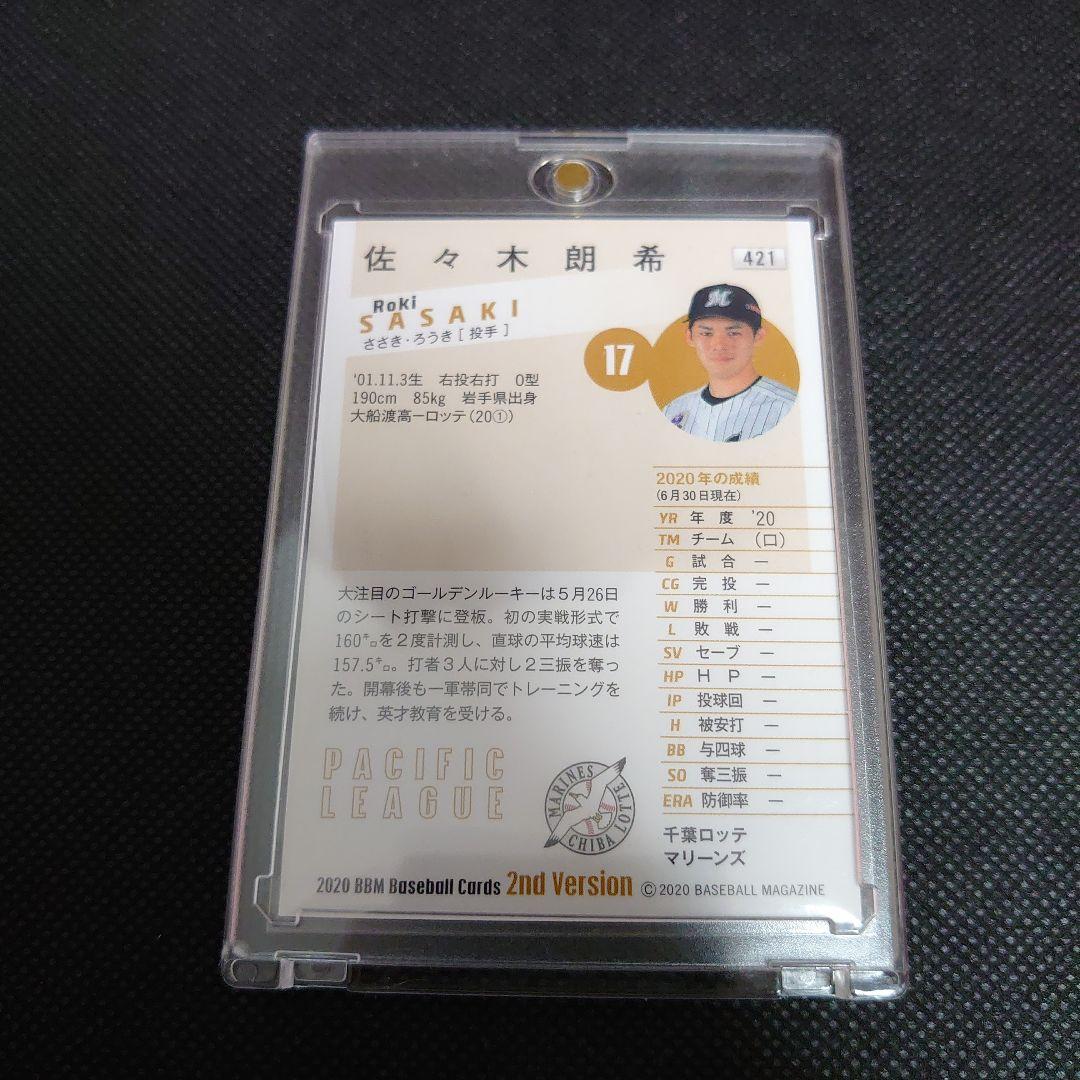 佐々木朗希
421
Roki
SASAKI
ささき・ろうき [ 投手 ]
17
M
'01.11.3生 右投右打 O型
190cm 85kg 岩手県出身
大船渡高ーロッテ(20①)
2020年の成績
(6月30日現在)
YR 年度 '20
TM チーム (ロ)
G 試合 ―
CG 完投 ―
W 勝利 ―
L 敗戦 ―
SV セーブ ―
HP HP ―
IP 投球回 ―
H 被安打 ―
BB 与四球 ―
SO 奪三振 ―
ERA 防御率 ―
千葉ロッテ
マリーンズ
大注目のゴールデンルーキーは5月26日
のシート打撃に登板。初の実戦形式で
160㌔を2度計測し、直球の平均球速は
157.5㌔。打者3人に対し2三振を奪っ
た。開幕後も一軍帯同でトレーニングを
続け、英才教育を受ける。
PACIFIC
LEAGUE
MARINES
CHIBA LOTTE
2020 BBM Baseball Cards 2nd Version ©2020 BASEBALL MAGAZINE